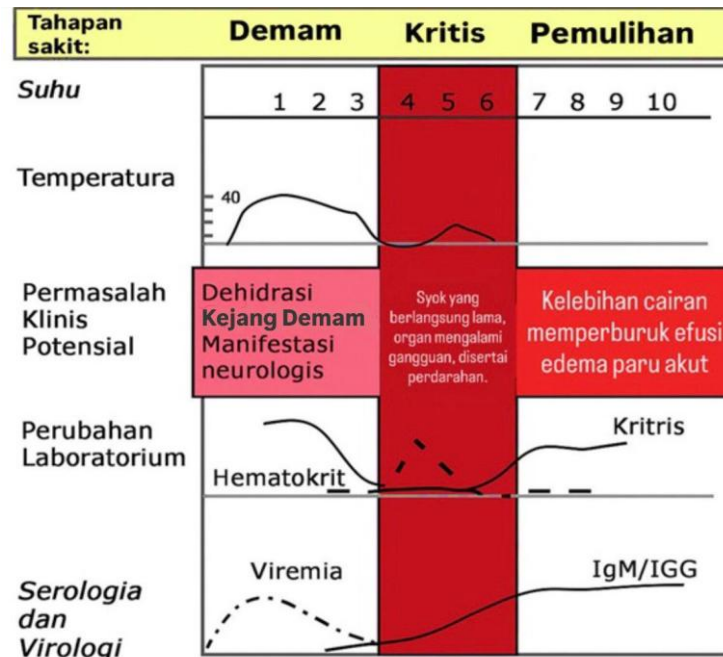 Tahapan sakit: Demam Kritis Pemulihan
Suhu
1 2 3 4 5 6 7 8 9 10
Temperatura
40
Permasalah
Klinis
Potensial
Dehidrasi
Kejang Demam
Manifestasi
neurologis
Syok yang
berlangsung lama,
organ mengalami
gangguan, disertai
perdarahan.
Kelebihan cairan
memperburuk efusi
edema paru akut
Perubahan
Laboratorium
Hematokrit
Kritris
Serologia
dan
Virologi
Viremia
IgM/IGG